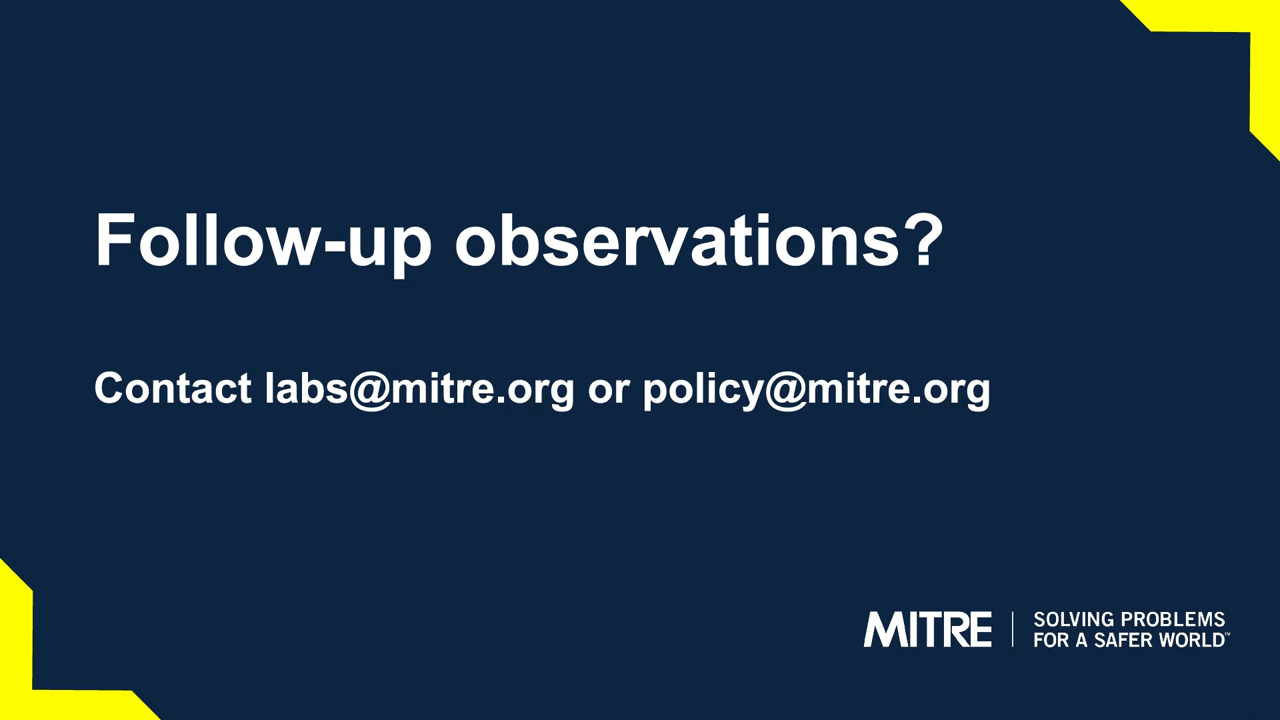 Follow-up observations?
Contact labs@mitre.org or policy@mitre.org
MITRE
SOLVING PROBLEMS
FOR A SAFER WORLD™